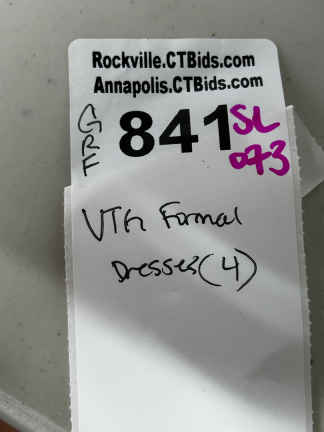 Rockville.CTBids.com
Annapolis.CTBids.com
GRF 841 SL
073
VTG Formal
Dresses (4)